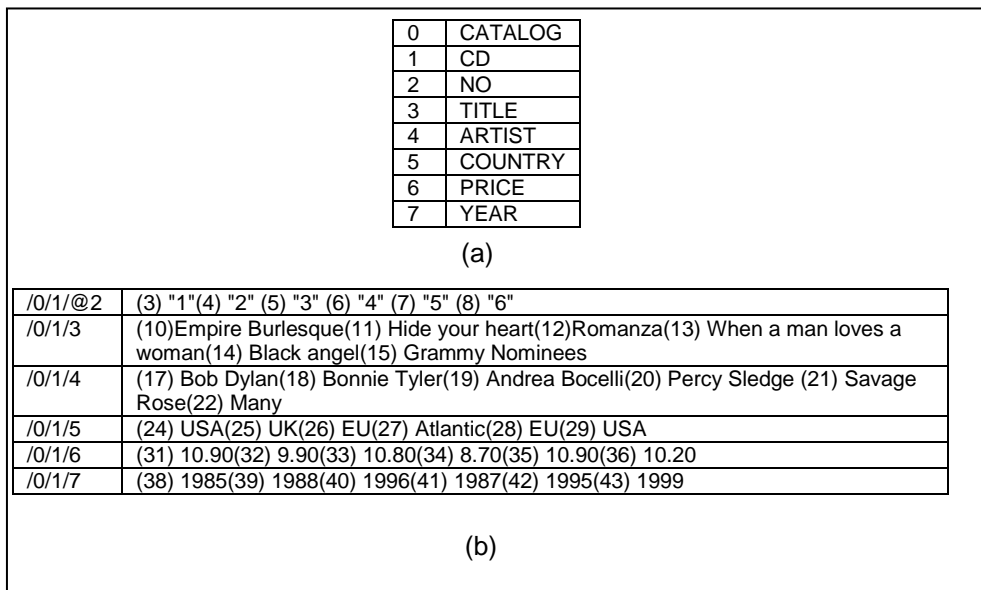 0 CATALOG
1 CD
2 NO
3 TITLE
4 ARTIST
5 COUNTRY
6 PRICE
7 YEAR
(a)
/0/1/@2 (3) "1"(4) "2" (5) "3" (6) "4" (7) "5" (8) "6"
/0/1/3 (10)Empire Burlesque(11) Hide your heart(12)Romanza(13) When a man loves a
woman(14) Black angel(15) Grammy Nominees
/0/1/4 (17) Bob Dylan(18) Bonnie Tyler(19) Andrea Bocelli(20) Percy Sledge (21) Savage
Rose(22) Many
/0/1/5 (24) USA(25) UK(26) EU(27) Atlantic(28) EU(29) USA
/0/1/6 (31) 10.90(32) 9.90(33) 10.80(34) 8.70(35) 10.90(36) 10.20
/0/1/7 (38) 1985(39) 1988(40) 1996(41) 1987(42) 1995(43) 1999
(b)